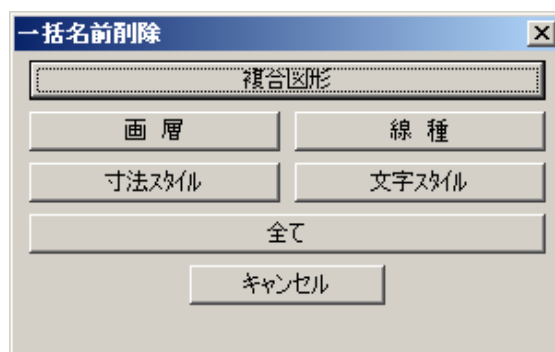 一括名前削除
複合図形
画 層
線 種
寸法ｽﾀｲﾙ
文字ｽﾀｲﾙ
全て
ｷｬﾝｾﾙ